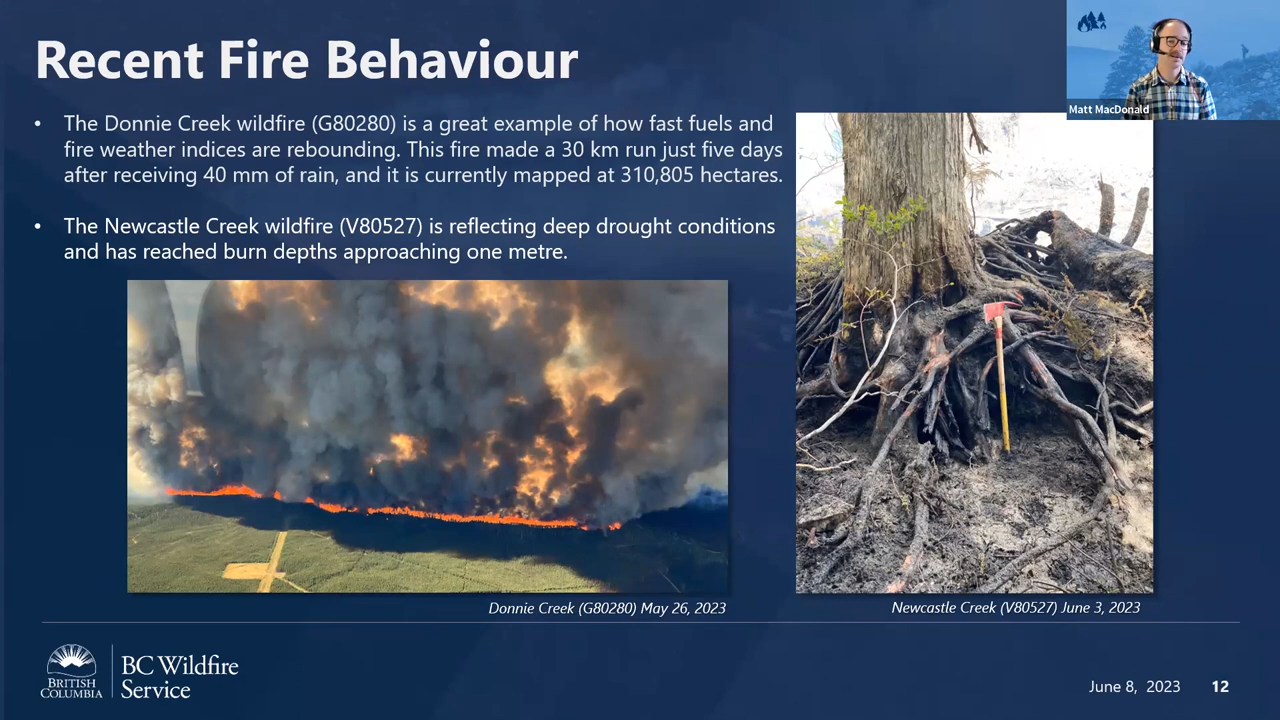 Recent Fire Behaviour
Matt MacDonald
• The Donnie Creek wildfire (G80280) is a great example of how fast fuels and
fire weather indices are rebounding. This fire made a 30 km run just five days
after receiving 40 mm of rain, and it is currently mapped at 310,805 hectares.
• The Newcastle Creek wildfire (V80527) is reflecting deep drought conditions
and has reached burn depths approaching one metre.
Donnie Creek (G80280) May 26, 2023
Newcastle Creek (V80527) June 3, 2023
BRITISH
COLUMBIA
BC Wildfire
Service
June 8, 2023
12